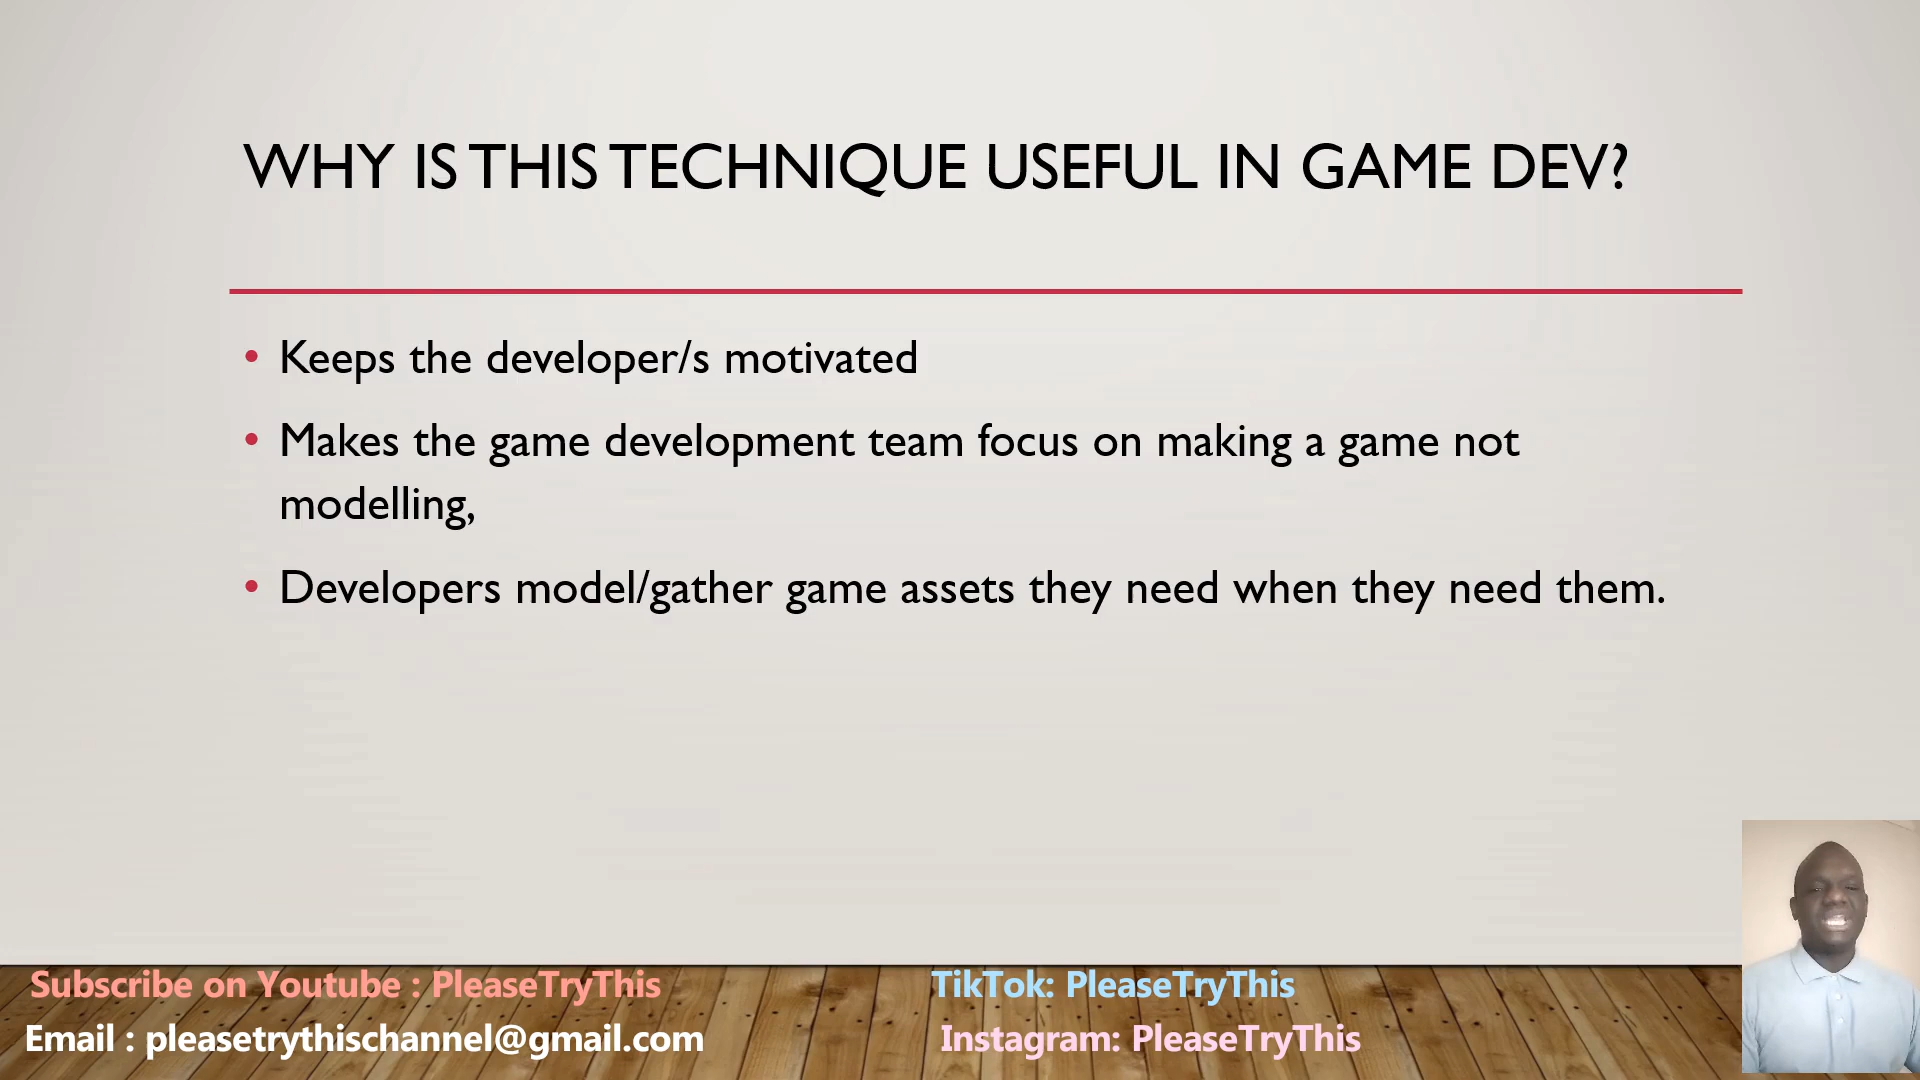 WHY IS THIS TECHNIQUE USEFUL IN GAME DEV?
• Keeps the developer/s motivated
• Makes the game development team focus on making a game not
modelling,
• Developers model/gather game assets they need when they need them.
Subscribe on Youtube : PleaseTryThis
TikTok: PleaseTryThis
Email : pleasetrythischannel@gmail.com
Instagram: PleaseTryThis